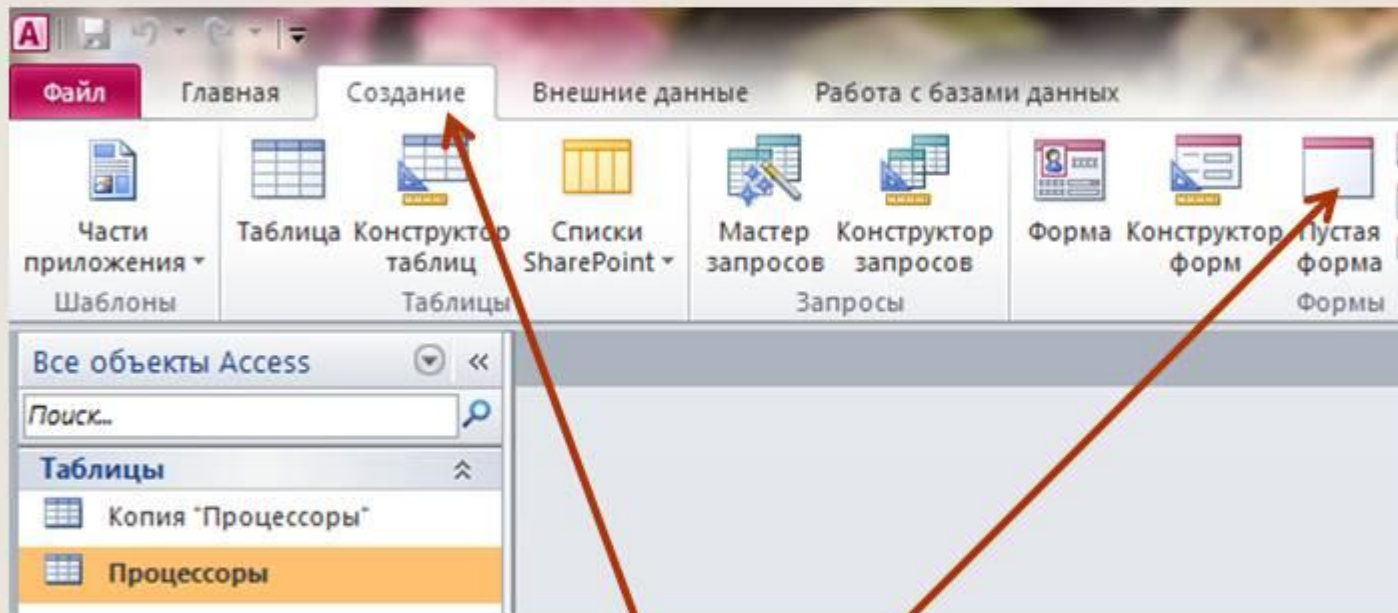 A
Файл Главная Создание Внешние данные Работа с базами данных
Части Таблица Конструктор Списки Мастер Конструктор Форма Конструктор Пустая
приложения таблиц SharePoint запросов запросов форм форма
Шаблоны Таблицы Запросы Формы
Все объекты Access «
Поиск...
Таблицы
Копия "Процессоры"
Процессоры